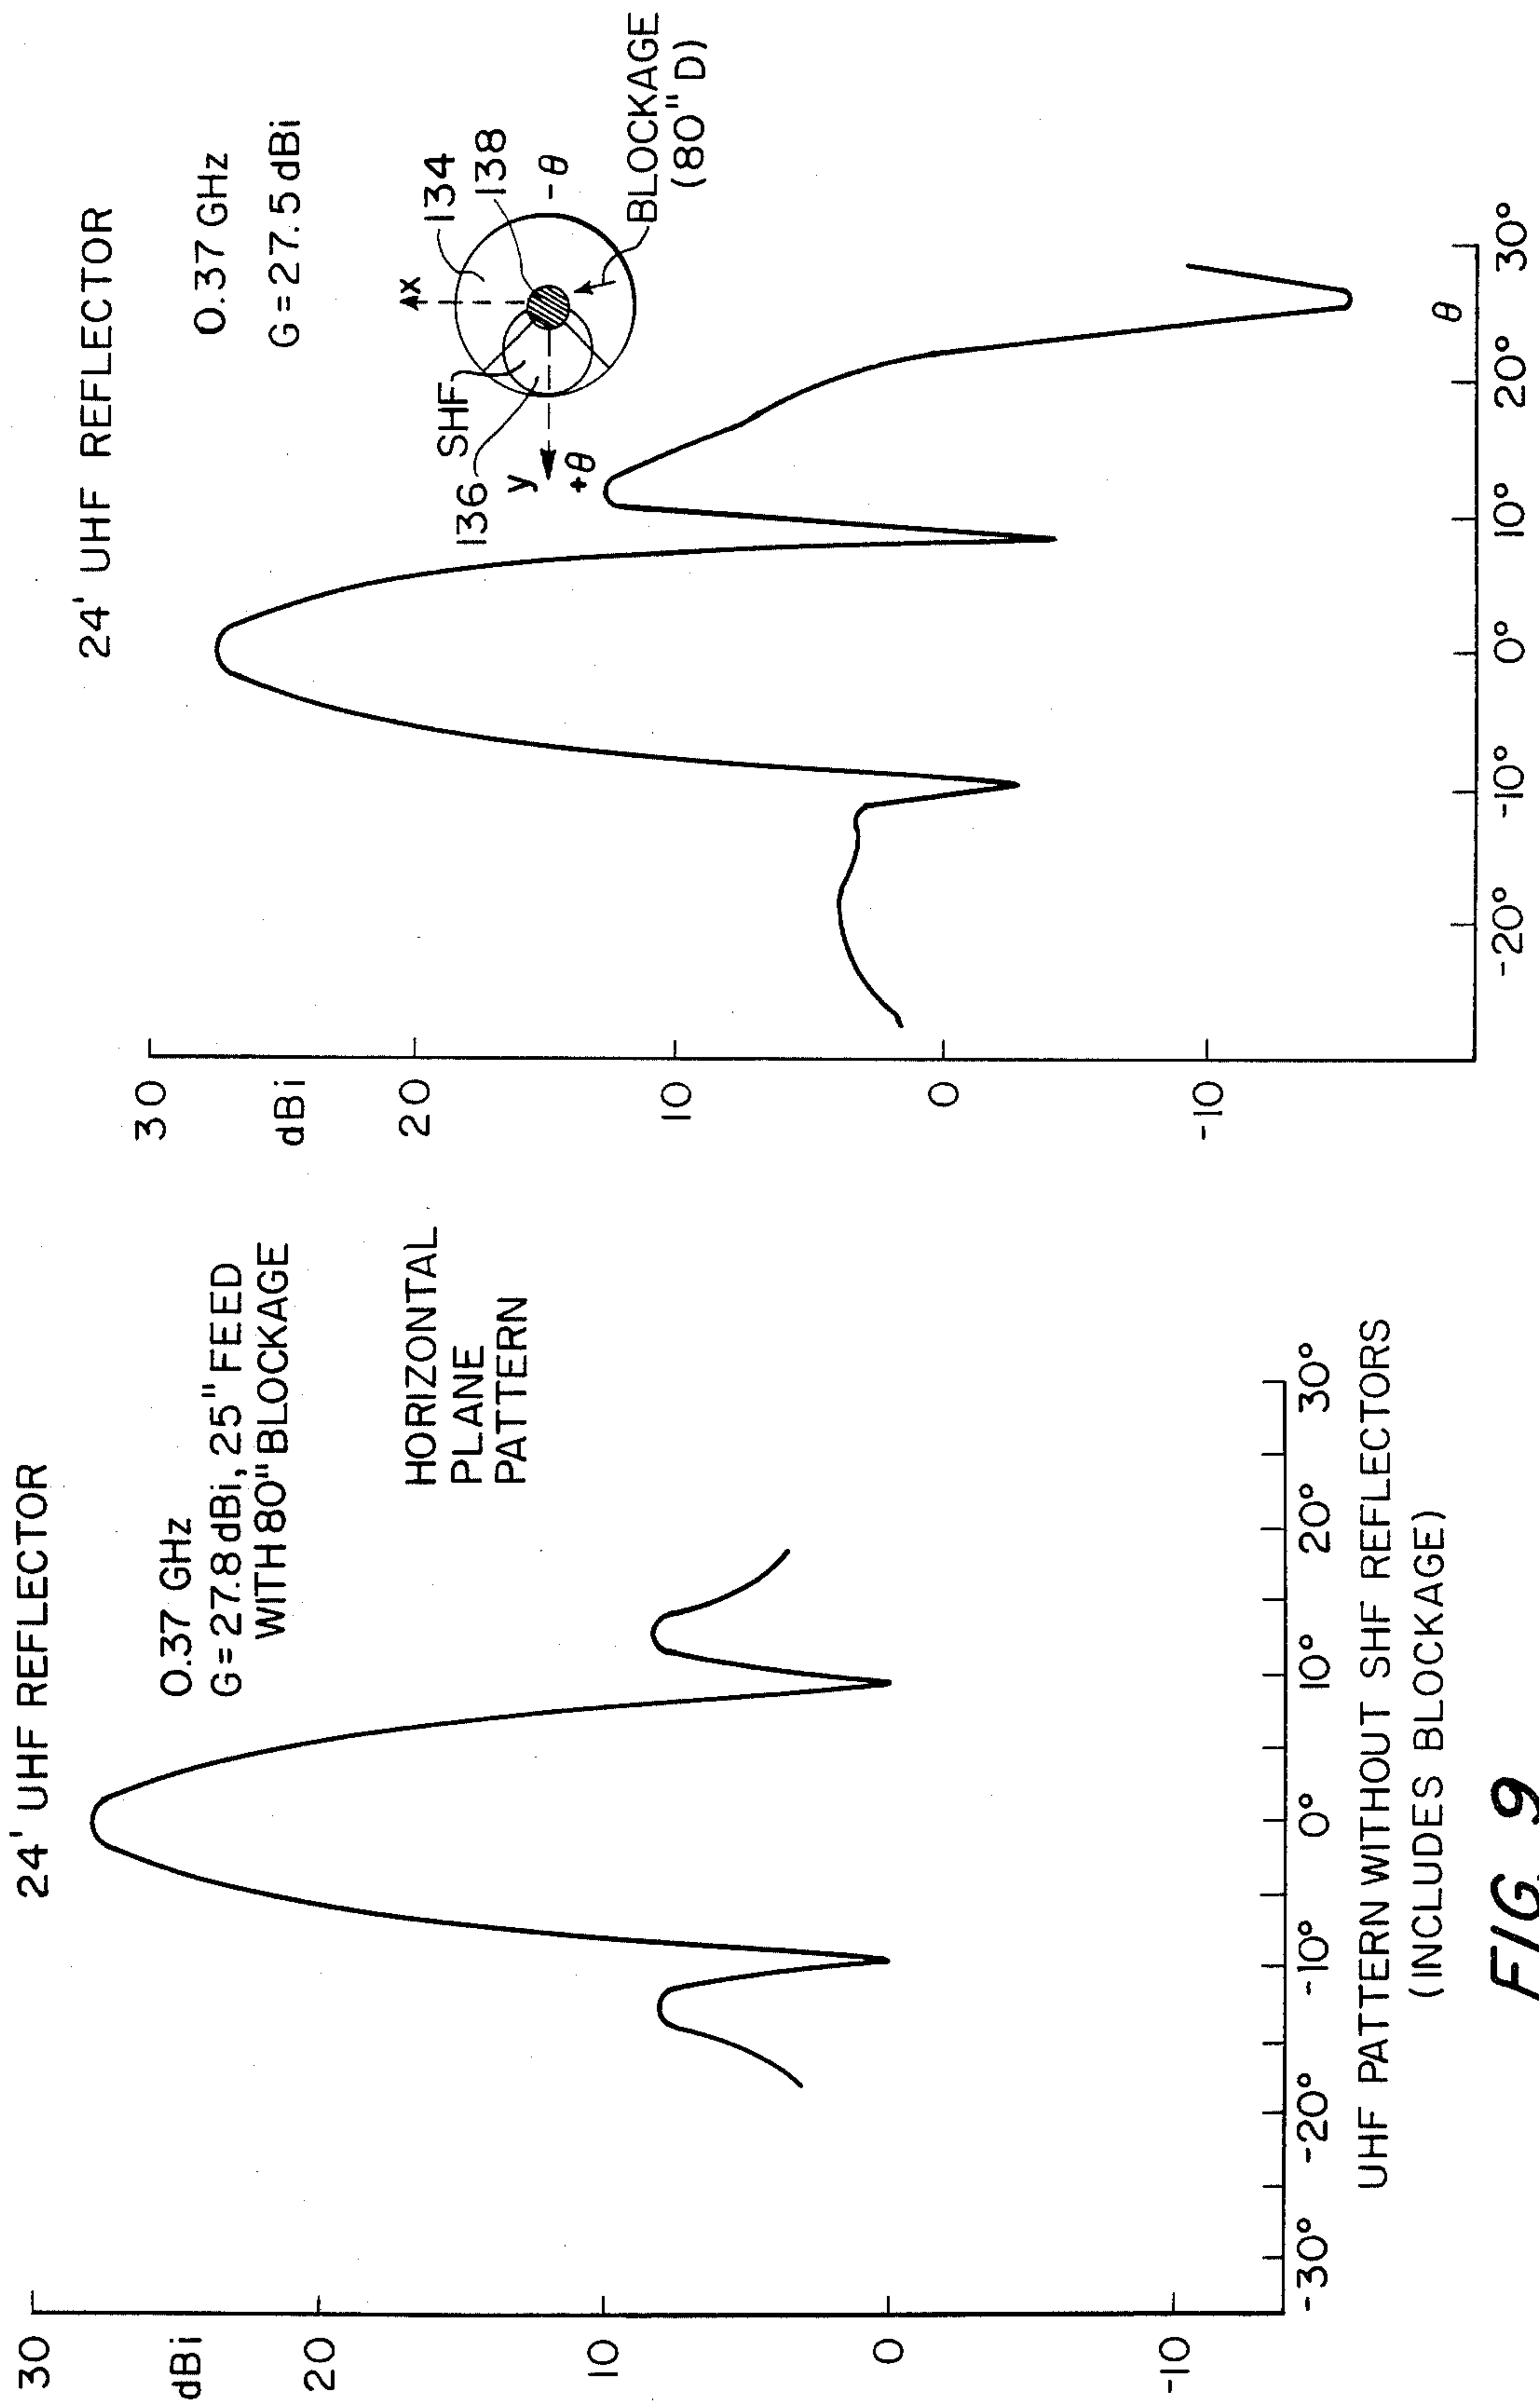 24' UHF REFLECTOR
0.37 GHz
G = 27.8 dBi, 25" FEED
WITH 80" BLOCKAGE
HORIZONTAL
PLANE
PATTERN
30
dBi
20
10
0
-10
-30° -20° -10° 0° 10° 20° 30°
UHF PATTERN WITHOUT SHF REFLECTORS
(INCLUDES BLOCKAGE)
FIG. 9
24' UHF REFLECTOR
0.37 GHz
G = 27.5 dBi
134
138
x
SHF
136
y
+θ
-θ
BLOCKAGE
(80" D)
30
dBi
20
10
0
-10
θ
-20° -10° 0° 10° 20° 30°